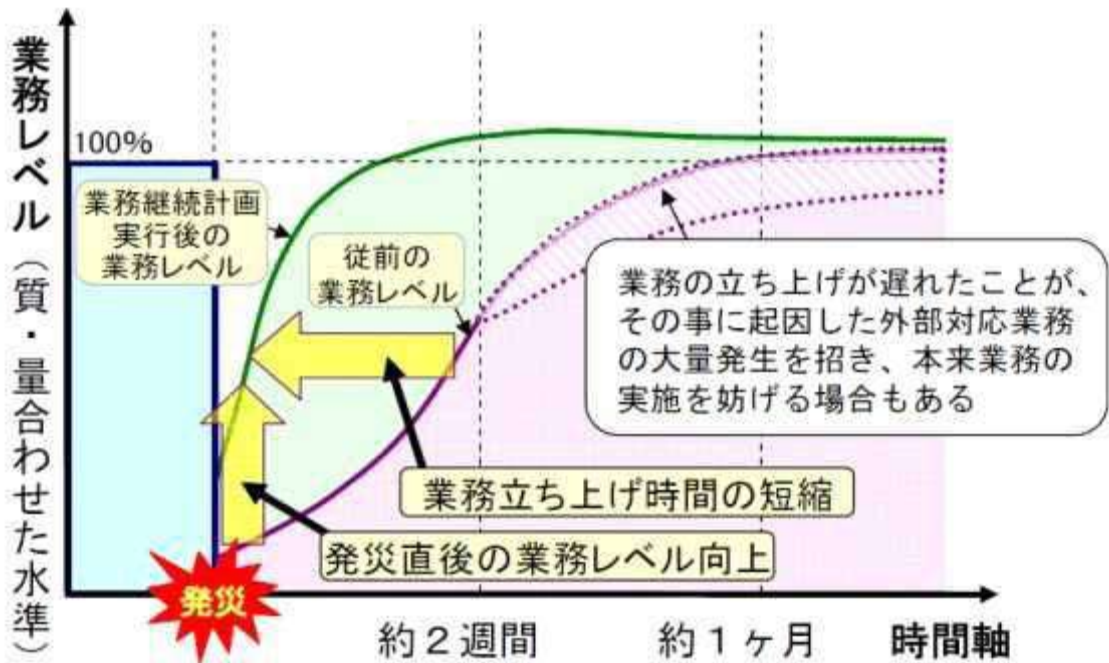 業務レベル（質・量合わせた水準）
100%
業務継続計画
実行後の
業務レベル
従前の
業務レベル
業務の立ち上げが遅れたことが、
その事に起因した外部対応業務
の大量発生を招き、本来業務の
実施を妨げる場合もある
業務立ち上げ時間の短縮
発災直後の業務レベル向上
発災
約２週間
約１ヶ月
時間軸